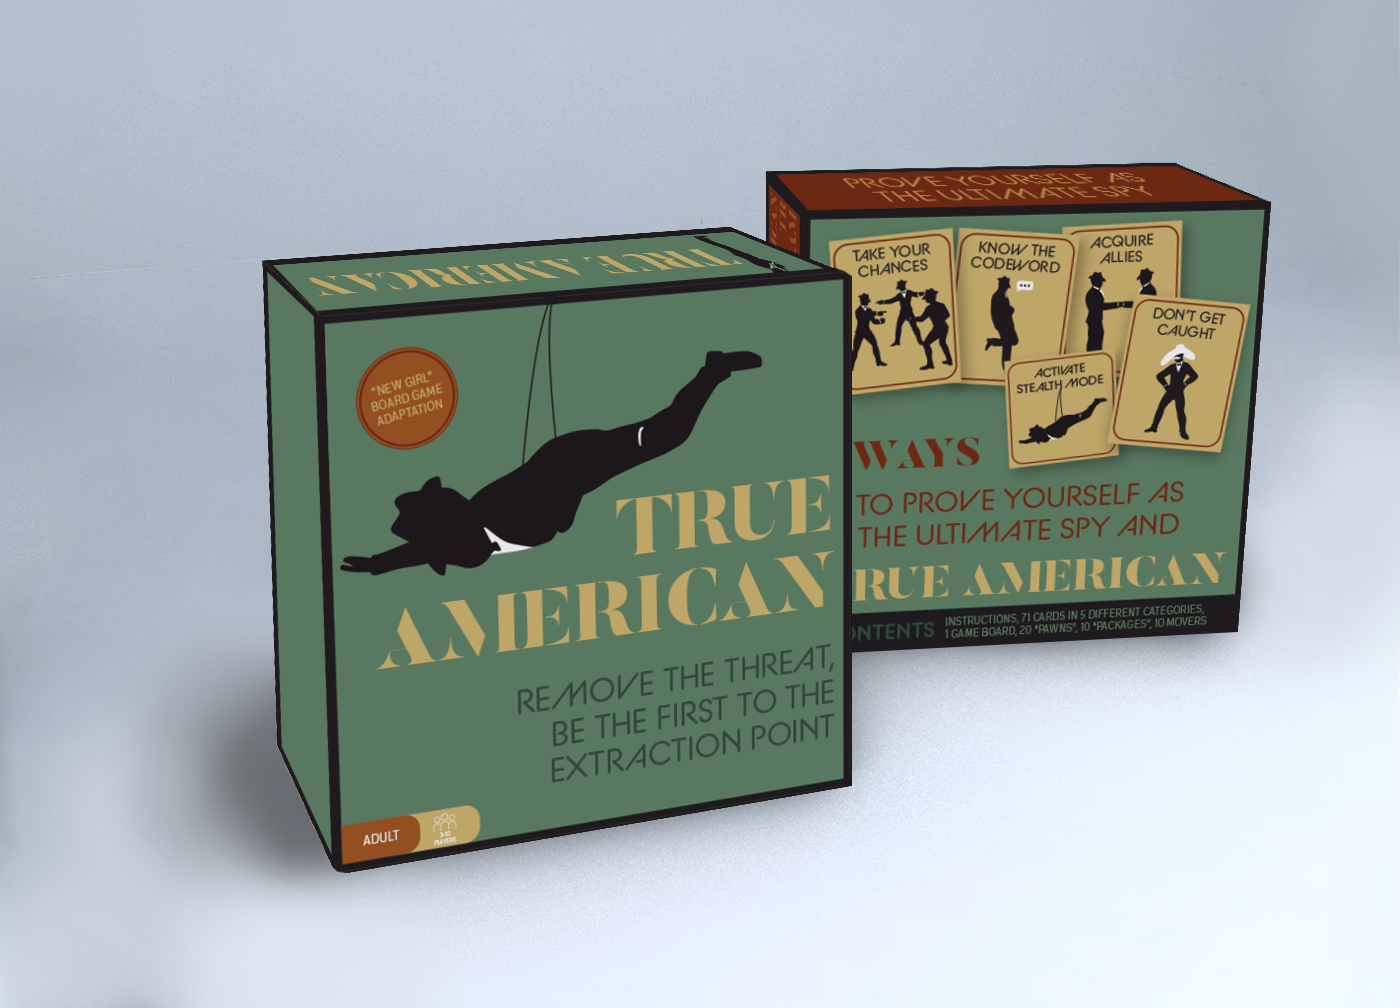 TRUE AMERICAN
"NEW GIRL"
BOARD GAME
ADAPTATION
TRUE
AMERICAN
REMOVE THE THREAT,
BE THE FIRST TO THE
EXTRACTION POINT
ADULT
PLAYERS
PROVE YOURSELF AS
THE ULTIMATE SPY
TAKE YOUR
CHANCES
KNOW THE
CODEWORD
ACQUIRE
ALLIES
DON'T GET
CAUGHT
ACTIVATE
STEALTH MODE
WAYS
TO PROVE YOURSELF AS
THE ULTIMATE SPY AND
RUE AMERICAN
ONTENTS
INSTRUCTIONS, 71 CARDS IN 5 DIFFERENT CATEGORIES,
1 GAME BOARD, 20 "PAWNS", 10 "PACKAGES", 10 MOVERS